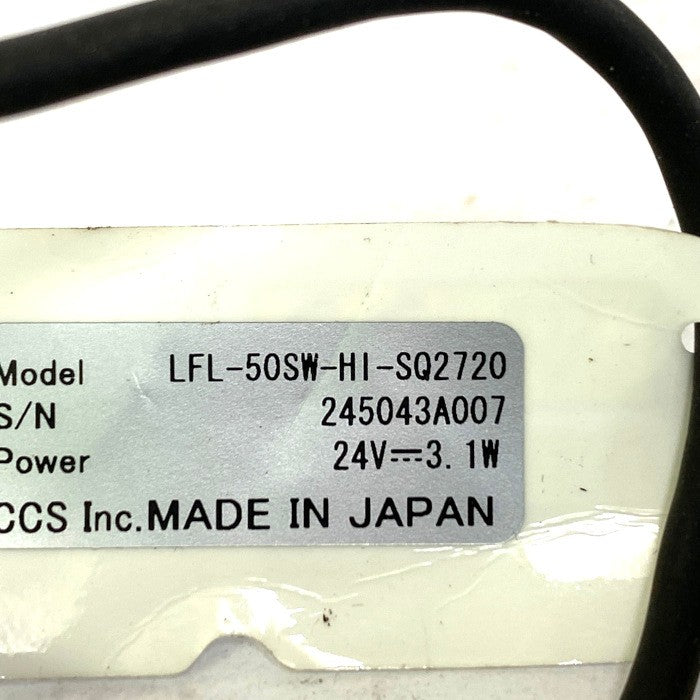 Model LFL-50SW-HI-SQ2720
S/N 245043A007
Power 24V⎓3.1W
CCS Inc. MADE IN JAPAN